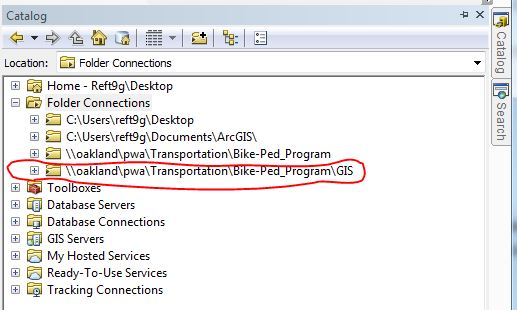 Catalog
Location: Folder Connections
Home - Reft9g\Desktop
Folder Connections
C:\Users\reft9g\Desktop
C:\Users\reft9g\Documents\ArcGIS\
\\oakland\pwa\Transportation\Bike-Ped_Program
\\oakland\pwa\Transportation\Bike-Ped_Program\GIS
Toolboxes
Database Servers
Database Connections
GIS Servers
My Hosted Services
Ready-To-Use Services
Tracking Connections
Catalog
Search